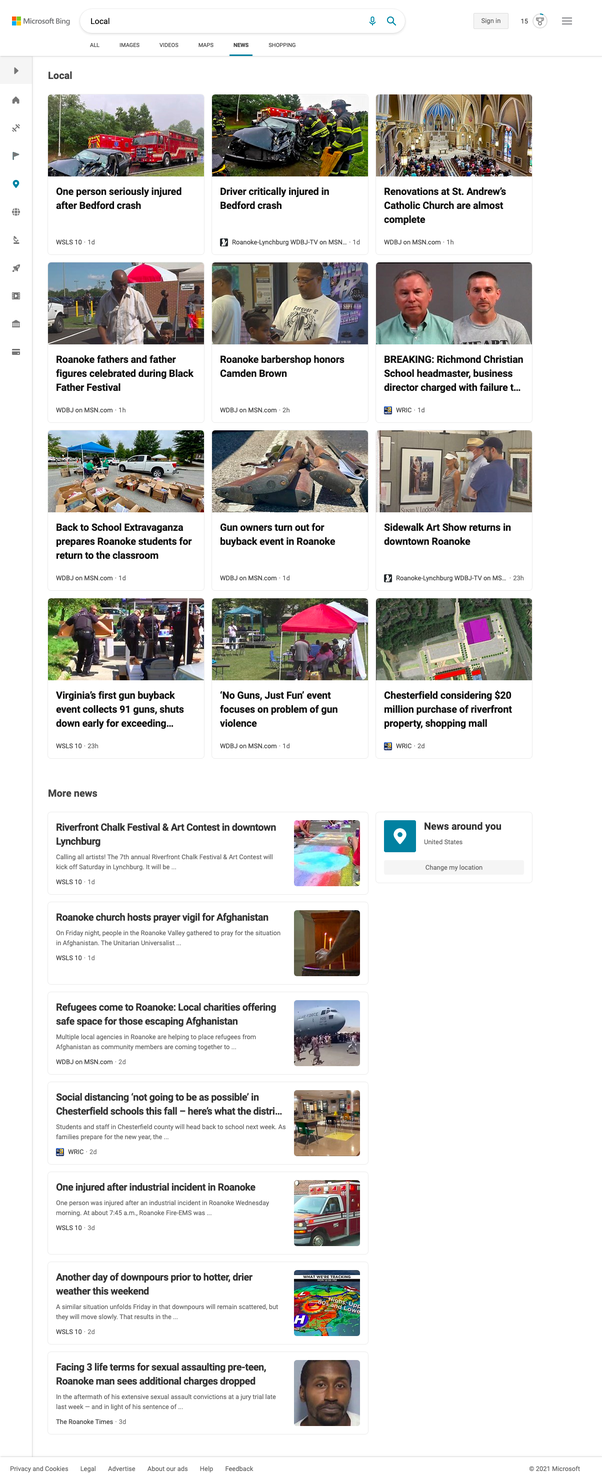 Microsoft Bing
Local
Sign in
15
ALL
IMAGES
VIDEOS
MAPS
NEWS
SHOPPING
Local
One person seriously injured
after Bedford crash
WSLS 10 · 1d
Driver critically injured in
Bedford crash
Roanoke-Lynchburg WDBJ-TV on MSN... · 1d
Renovations at St. Andrew's
Catholic Church are almost
complete
WDBJ on MSN.com · 1h
Roanoke fathers and father
figures celebrated during Black
Father Festival
WDBJ on MSN.com · 1h
Roanoke barbershop honors
Camden Brown
WDBJ on MSN.com · 2h
BREAKING: Richmond Christian
School headmaster, business
director charged with failure t...
WRIC · 1d
Back to School Extravaganza
prepares Roanoke students for
return to the classroom
WDBJ on MSN.com · 1d
Gun owners turn out for
buyback event in Roanoke
WDBJ on MSN.com · 1d
Sidewalk Art Show returns in
downtown Roanoke
Roanoke-Lynchburg WDBJ-TV on MS... · 23h
Virginia's first gun buyback
event collects 91 guns, shuts
down early for exceeding...
WSLS 10 · 23h
'No Guns, Just Fun' event
focuses on problem of gun
violence
WDBJ on MSN.com · 1d
Chesterfield considering $20
million purchase of riverfront
property, shopping mall
WRIC · 2d
More news
Riverfront Chalk Festival & Art Contest in downtown
Lynchburg
Calling all artists! The 7th annual Riverfront Chalk Festival & Art Contest will
kick off Saturday in Lynchburg. It will be ...
WSLS 10 · 1d
News around you
United States
Change my location
Roanoke church hosts prayer vigil for Afghanistan
On Friday night, people in the Roanoke Valley gathered to pray for the situation
in Afghanistan. The Unitarian Universalist ...
WSLS 10 · 1d
Refugees come to Roanoke: Local charities offering
safe space for those escaping Afghanistan
Multiple local agencies in Roanoke are helping to place refugees from
Afghanistan as community members are coming together to ...
WDBJ on MSN.com · 2d
Social distancing 'not going to be as possible' in
Chesterfield schools this fall – here's what the distri...
Students and staff in Chesterfield county will head back to school next week. As
families prepare for the new year, the ...
WRIC · 2d
One injured after industrial incident in Roanoke
One person was injured after an industrial incident in Roanoke Wednesday
morning. At about 7:45 a.m., Roanoke Fire-EMS was ...
WSLS 10 · 3d
Another day of downpours prior to hotter, drier
weather this weekend
A similar situation unfolds Friday in that downpours will remain scattered, but
they will move slowly. That results in the ...
WSLS 10 · 2d
WHAT WE'RE TRACKING
Facing 3 life terms for sexual assaulting pre-teen,
Roanoke man sees additional charges dropped
In the aftermath of his extensive sexual assault convictions at a jury trial late
last week — and in light of his sentence of ...
The Roanoke Times · 3d
Privacy and Cookies
Legal
Advertise
About our ads
Help
Feedback
© 2021 Microsoft